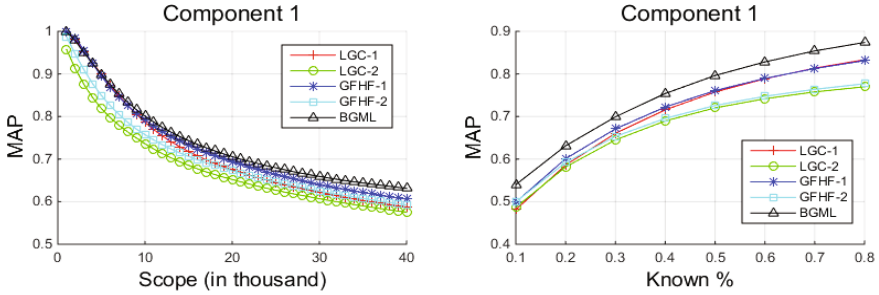 Component 1
MAP
1
0.9
0.8
0.7
0.6
0.5
0
10
20
30
40
Scope (in thousand)
LGC-1
LGC-2
GFHF-1
GFHF-2
BGML
Component 1
MAP
0.9
0.8
0.7
0.6
0.5
0.4
0.1
0.2
0.3
0.4
0.5
0.6
0.7
0.8
Known %
LGC-1
LGC-2
GFHF-1
GFHF-2
BGML